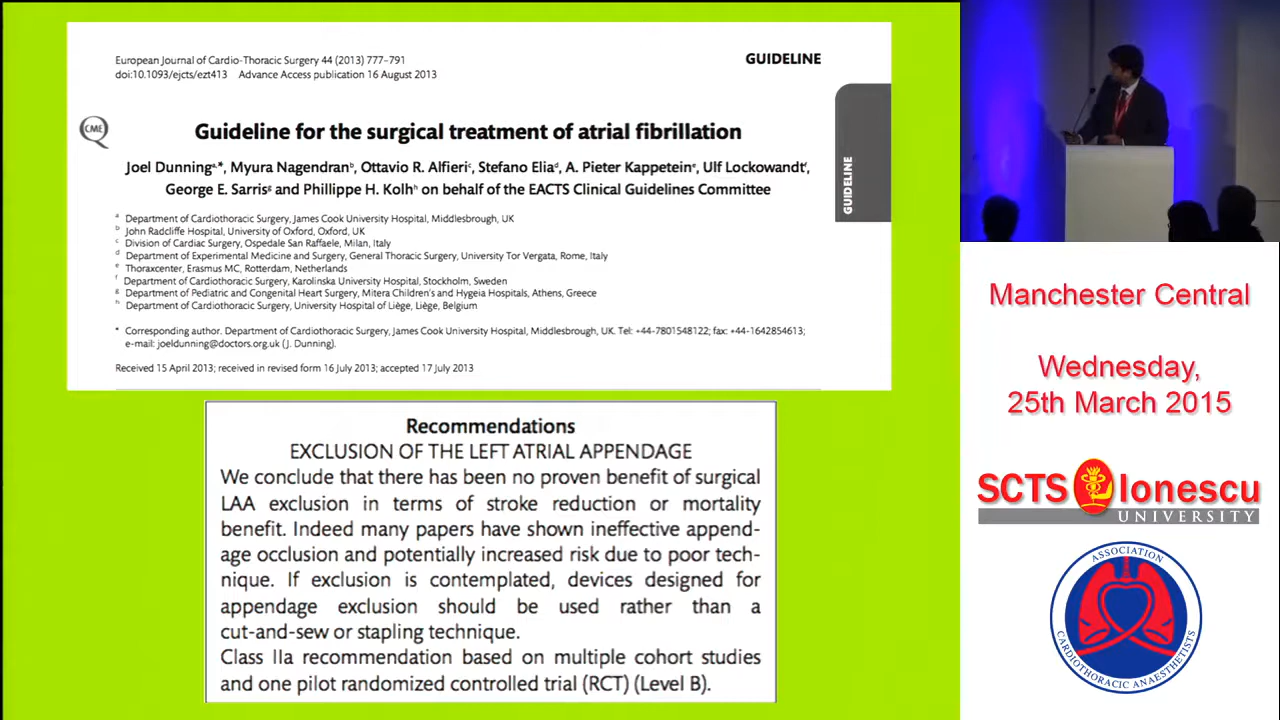 European Journal of Cardio-Thoracic Surgery 44 (2013) 777–791
doi:10.1093/ejcts/ezt413 Advance Access publication 16 August 2013
GUIDELINE
CME
Guideline for the surgical treatment of atrial fibrillation
Joel Dunninga,*, Myura Nagendranb, Ottavio R. Alfieric, Stefano Eliad, A. Pieter Kappeteine, Ulf Lockowandtf,
George E. Sarrisg and Phillippe H. Kolhh on behalf of the EACTS Clinical Guidelines Committee
GUIDELINE
a Department of Cardiothoracic Surgery, James Cook University Hospital, Middlesbrough, UK
b John Radcliffe Hospital, University of Oxford, Oxford, UK
c Division of Cardiac Surgery, Ospedale San Raffaele, Milan, Italy
d Department of Experimental Medicine and Surgery, General Thoracic Surgery, University Tor Vergata, Rome, Italy
e Thoraxcenter, Erasmus MC, Rotterdam, Netherlands
f Department of Cardiothoracic Surgery, Karolinska University Hospital, Stockholm, Sweden
g Department of Pediatric and Congenital Heart Surgery, Mitera Children's and Hygeia Hospitals, Athens, Greece
h Department of Cardiothoracic Surgery, University Hospital of Liège, Liège, Belgium
* Corresponding author. Department of Cardiothoracic Surgery, James Cook University Hospital, Middlesbrough, UK. Tel: +44-7801548122; fax: +44-1642854613;
e-mail: joeldunning@doctors.org.uk (J. Dunning).
Received 15 April 2013; received in revised form 16 July 2013; accepted 17 July 2013
Recommendations
EXCLUSION OF THE LEFT ATRIAL APPENDAGE
We conclude that there has been no proven benefit of surgical
LAA exclusion in terms of stroke reduction or mortality
benefit. Indeed many papers have shown ineffective append-
age occlusion and potentially increased risk due to poor tech-
nique. If exclusion is contemplated, devices designed for
appendage exclusion should be used rather than a
cut-and-sew or stapling technique.
Class IIa recommendation based on multiple cohort studies
and one pilot randomized controlled trial (RCT) (Level B).
Manchester Central
Wednesday,
25th March 2015
SCTS Ionescu
UNIVERSITY
ASSOCIATION
CARDIOTHORACIC ANAESTHETISTS